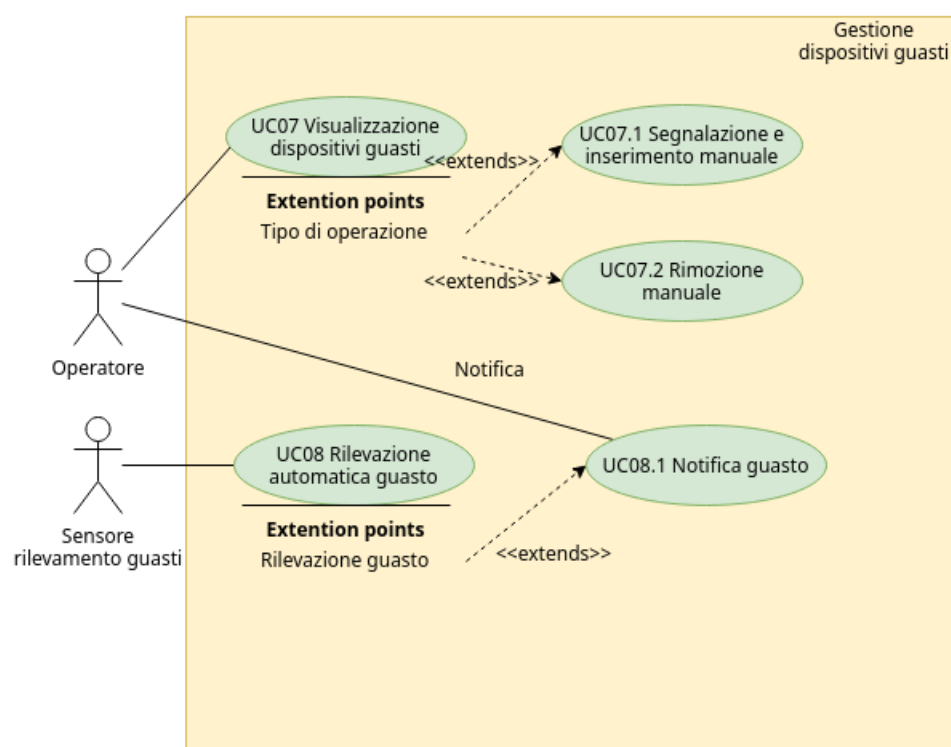 Gestione
dispositivi guasti
UC07 Visualizzazione
dispositivi guasti
<<extends>>
UC07.1 Segnalazione e
inserimento manuale
Extention points
Tipo di operazione
<<extends>>
UC07.2 Rimozione
manuale
Operatore
Notifica
UC08 Rilevazione
automatica guasto
UC08.1 Notifica guasto
Extention points
Rilevazione guasto
<<extends>>
Sensore
rilevamento guasti